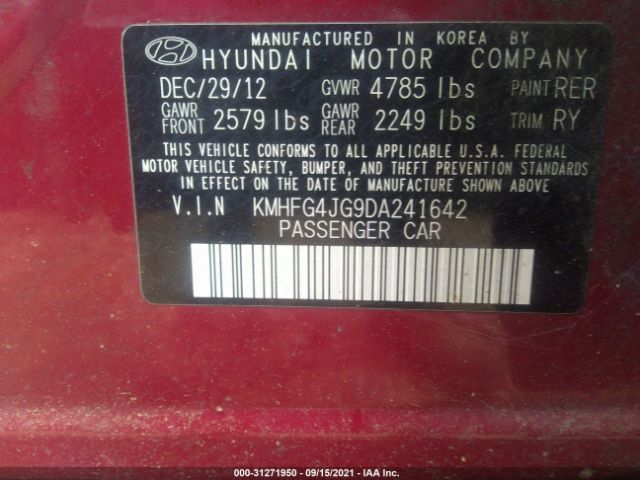 MANUFACTURED IN KOREA BY
HYUNDAI MOTOR COMPANY
DEC/29/12 GVWR 4785 lbs PAINT RER
GAWR FRONT 2579 lbs GAWR REAR 2249 lbs TRIM RY
THIS VEHICLE CONFORMS TO ALL APPLICABLE U.S.A. FEDERAL
MOTOR VEHICLE SAFETY, BUMPER, AND THEFT PREVENTION STANDARDS
IN EFFECT ON THE DATE OF MANUFACTURE SHOWN ABOVE
V.I.N KMHFG4JG9DA241642
PASSENGER CAR
000-31271950 - 09/15/2021 - IAA Inc.